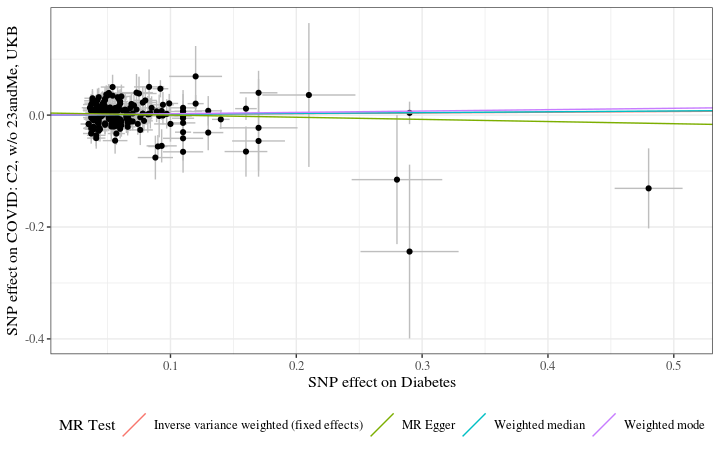 SNP effect on COVID: C2, w/o 23andMe, UKB
0.0
-0.2
-0.4
0.1
0.2
0.3
0.4
0.5
SNP effect on Diabetes
MR Test
Inverse variance weighted (fixed effects)
MR Egger
Weighted median
Weighted mode